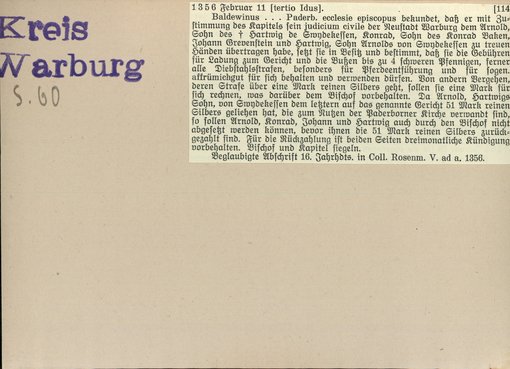 Kreis
Warburg
S. 60
1356 Februar 11 [tertio Idus]. [114
Baldewinus . . . Paderb. ecclesie episcopus bekundet, daß er mit Zu-
stimmung des Kapitels sein judicium civile der Neustadt Warburg dem Arnold,
Sohn des † Hartwig de Swydekessen, Konrad, Sohn des Konrad Baken,
Johann Grevenstein und Hartwig, Sohn Arnolds von Swydekessen zu treuen
Händen übertragen habe, setzt sie in Besitz und bestimmt, daß sie die Gebühren
für Ladung zum Gericht und die Bußen bis zu 4 schweren Pfennigen, ferner
alle Diebstahlsstrafen, besonders für Pferdeentführung und für sogen.
affrümichgut für sich behalten und verwenden dürfen. Von andern Vergehen,
deren Strafe über eine Mark reinen Silbers geht, sollen sie eine Mark für
sich rechnen, was darüber dem Bischof vorbehalten. Da Arnold, Hartwigs
Sohn, von Swydekessen dem letztern auf das genannte Gericht 51 Mark reinen
Silbers geliehen hat, die zum Nutzen der Paderborner Kirche verwandt sind,
so sollen Arnold, Konrad, Johann und Hartwig auch durch den Bischof nicht
abgesetzt werden können, bevor ihnen die 51 Mark reinen Silbers zurück-
gezahlt sind. Für die Rückzahlung ist beiden Seiten dreimonatliche Kündigung
vorbehalten. Bischof und Kapitel siegeln.
Beglaubigte Abschrift 16. Jahrhdts. in Coll. Rosenm. V. ad a. 1356.